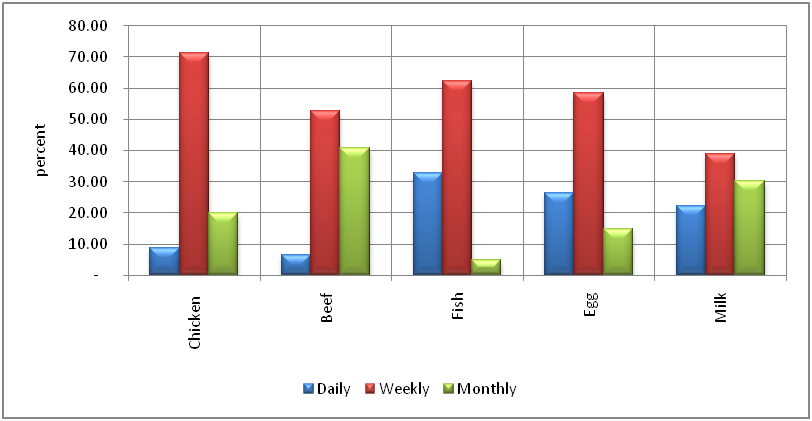 80.00
70.00
60.00
50.00
40.00
30.00
20.00
10.00
-
percent
Chicken
Beef
Fish
Egg
Milk
Daily Weekly Monthly